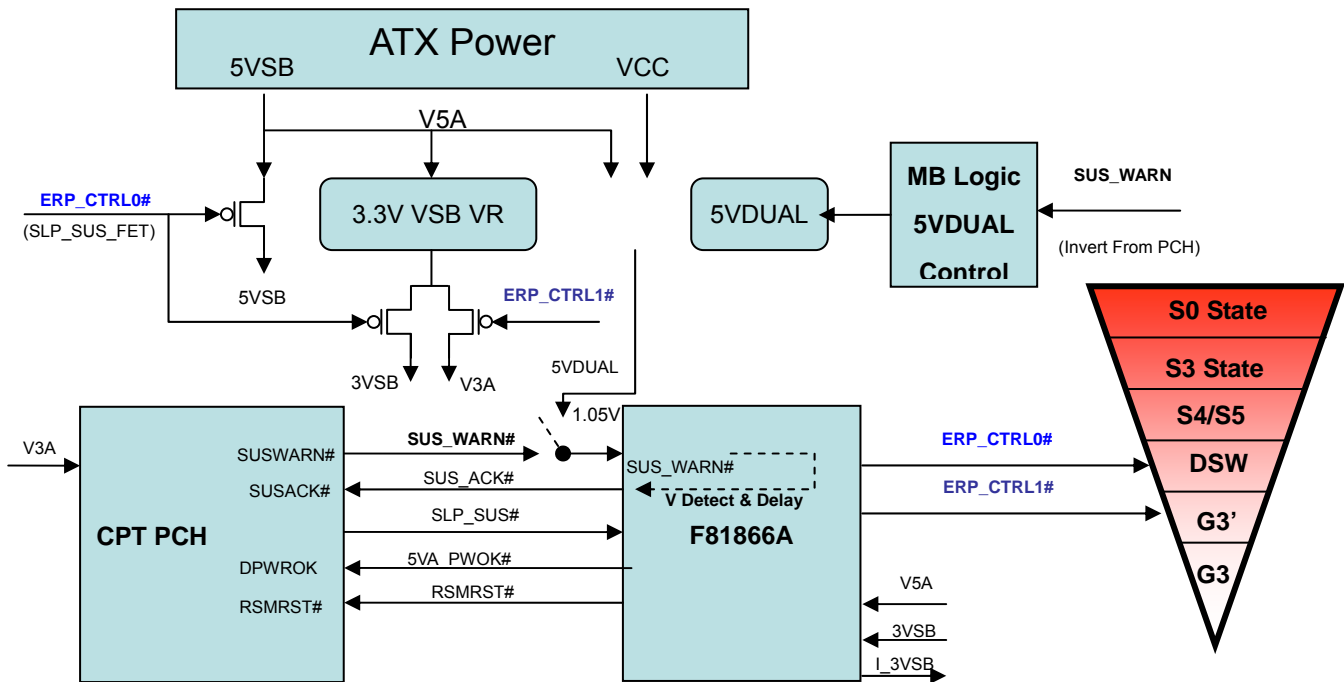 ATX Power
5VSB
VCC
V5A
ERP_CTRL0#
(SLP_SUS_FET)
5VSB
3.3V VSB VR
ERP_CTRL1#
3VSB
V3A
5VDUAL
MB Logic
5VDUAL
Control
SUS_WARN
(Invert From PCH)
5VDUAL
1.05V
V3A
CPT PCH
SUSWARN#
SUSACK#
DPWROK
RSMRST#
SUS_WARN#
SUS_ACK#
SLP_SUS#
5VA_PWOK#
RSMRST#
SUS_WARN#
V Detect & Delay
F81866A
ERP_CTRL0#
ERP_CTRL1#
V5A
3VSB
I_3VSB
S0 State
S3 State
S4/S5
DSW
G3’
G3